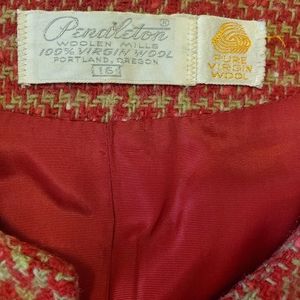 Pendleton ®
WOOLEN MILLS
100% VIRGIN WOOL
PORTLAND, OREGON
16
PURE
VIRGIN
WOOL